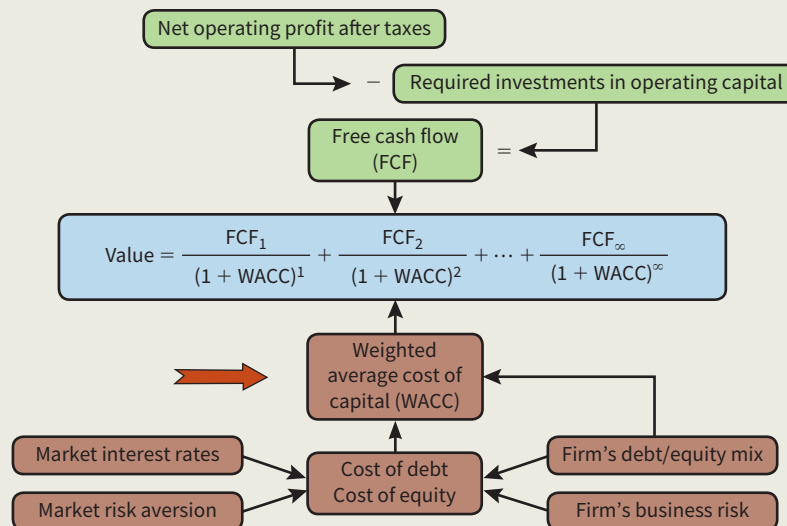 Net operating profit after taxes
− Required investments in operating capital
Free cash flow
(FCF)
=
Value = FCF₁ / (1 + WACC)¹ + FCF₂ / (1 + WACC)² + ⋯ + FCF∞ / (1 + WACC)∞
Weighted
average cost of
capital (WACC)
Market interest rates
Market risk aversion
Cost of debt
Cost of equity
Firm’s debt/equity mix
Firm’s business risk